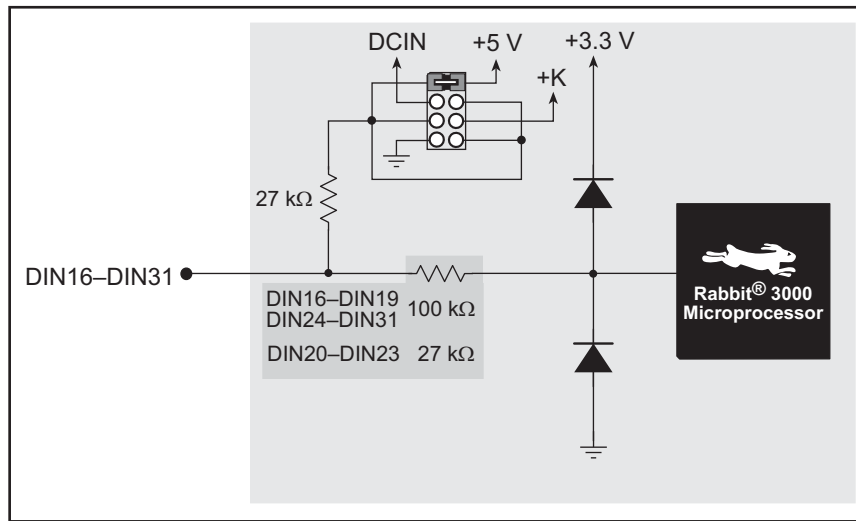 DCIN
+5 V
+3.3 V
+K
27 kΩ
DIN16–DIN31
DIN16–DIN19
DIN24–DIN31
100 kΩ
DIN20–DIN23 27 kΩ
Rabbit® 3000
Microprocessor